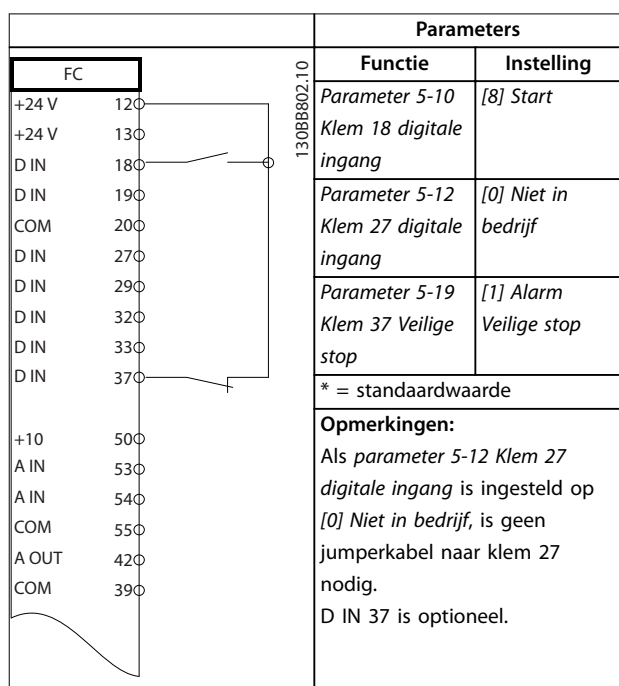 Parameters
Functie Instelling
FC
130BB802.10
+24 V 12
+24 V 13
D IN 18
D IN 19
COM 20
D IN 27
D IN 29
D IN 32
D IN 33
D IN 37
+10 50
A IN 53
A IN 54
COM 55
A OUT 42
COM 39
Parameter 5-10 [8] Start
Klem 18 digitale
ingang
Parameter 5-12 [0] Niet in
Klem 27 digitale bedrijf
ingang
Parameter 5-19 [1] Alarm
Klem 37 Veilige Veilige stop
stop
* = standaardwaarde
Opmerkingen:
Als parameter 5-12 Klem 27
digitale ingang is ingesteld op
[0] Niet in bedrijf, is geen
jumperkabel naar klem 27
nodig.
D IN 37 is optioneel.